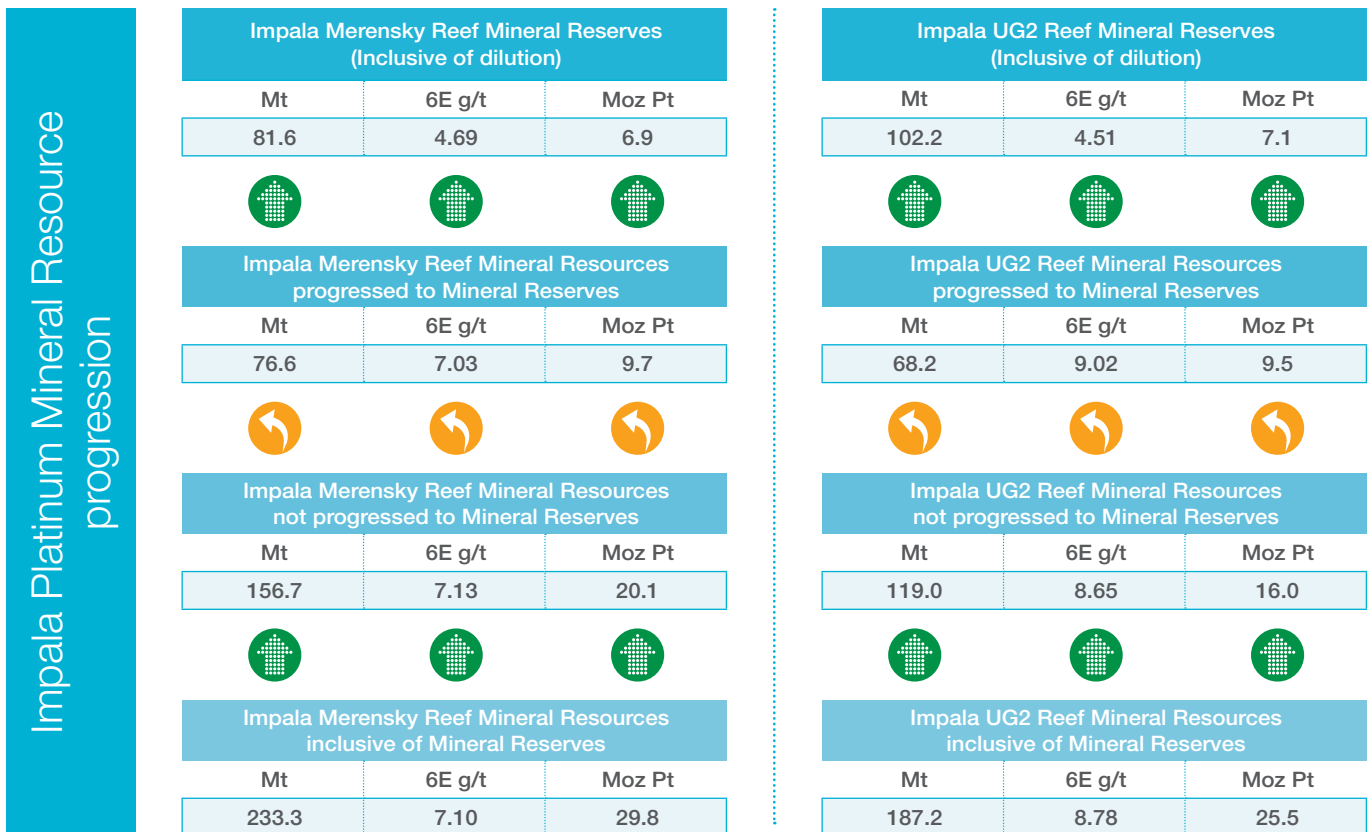 Impala Platinum Mineral Resource
progression
Impala Merensky Reef Mineral Reserves
(Inclusive of dilution)
Mt 6E g/t Moz Pt
81.6 4.69 6.9
Impala Merensky Reef Mineral Resources
progressed to Mineral Reserves
Mt 6E g/t Moz Pt
76.6 7.03 9.7
Impala Merensky Reef Mineral Resources
not progressed to Mineral Reserves
Mt 6E g/t Moz Pt
156.7 7.13 20.1
Impala Merensky Reef Mineral Resources
inclusive of Mineral Reserves
Mt 6E g/t Moz Pt
233.3 7.10 29.8
Impala UG2 Reef Mineral Reserves
(Inclusive of dilution)
Mt 6E g/t Moz Pt
102.2 4.51 7.1
Impala UG2 Reef Mineral Resources
progressed to Mineral Reserves
Mt 6E g/t Moz Pt
68.2 9.02 9.5
Impala UG2 Reef Mineral Resources
not progressed to Mineral Reserves
Mt 6E g/t Moz Pt
119.0 8.65 16.0
Impala UG2 Reef Mineral Resources
inclusive of Mineral Reserves
Mt 6E g/t Moz Pt
187.2 8.78 25.5